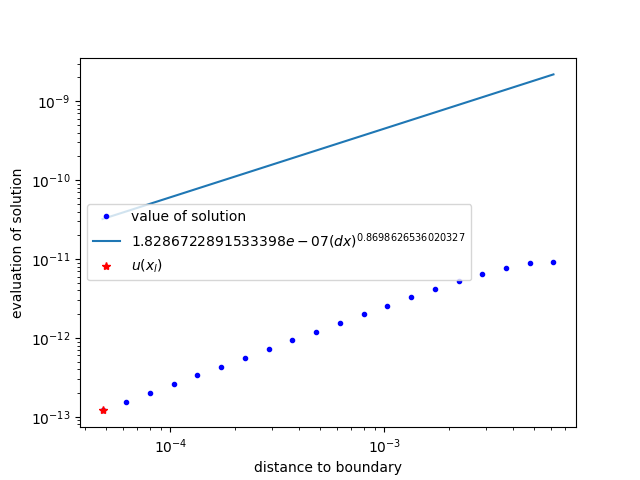 10⁻⁹
10⁻¹⁰
10⁻¹¹
10⁻¹²
10⁻¹³
evaluation of solution
value of solution
1.8286722891533398e − 07(dx)^0.8698626536020327
u(x_l)
10⁻⁴
10⁻³
distance to boundary